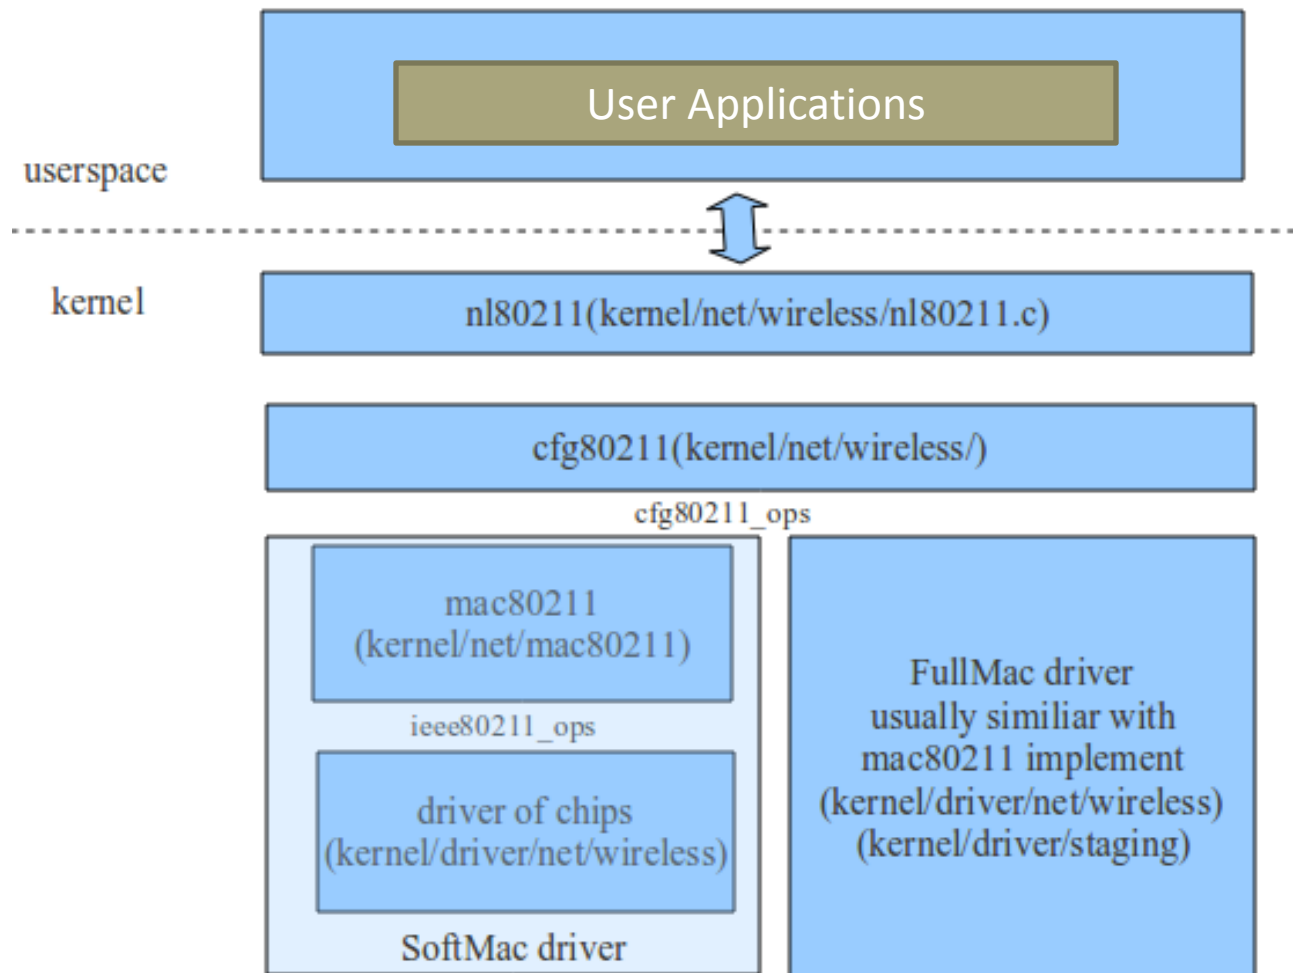 User Applications
userspace
kernel
nl80211(kernel/net/wireless/nl80211.c)
cfg80211(kernel/net/wireless/)
cfg80211_ops
mac80211
(kernel/net/mac80211)
ieee80211_ops
driver of chips
(kernel/driver/net/wireless)
SoftMac driver
FullMac driver
usually similiar with
mac80211 implement
(kernel/driver/net/wireless)
(kernel/driver/staging)